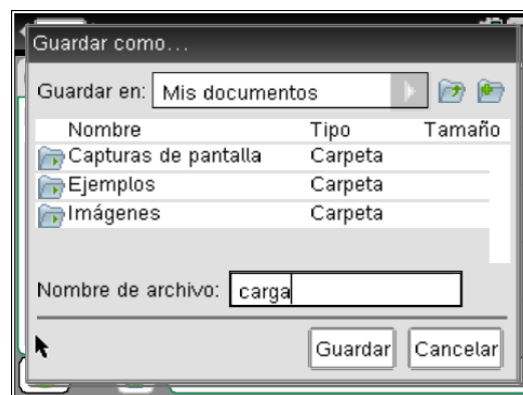 Guardar como...
Guardar en: Mis documentos
Nombre Tipo Tamaño
Capturas de pantalla Carpeta
Ejemplos Carpeta
Imágenes Carpeta
Nombre de archivo: carga
Guardar Cancelar